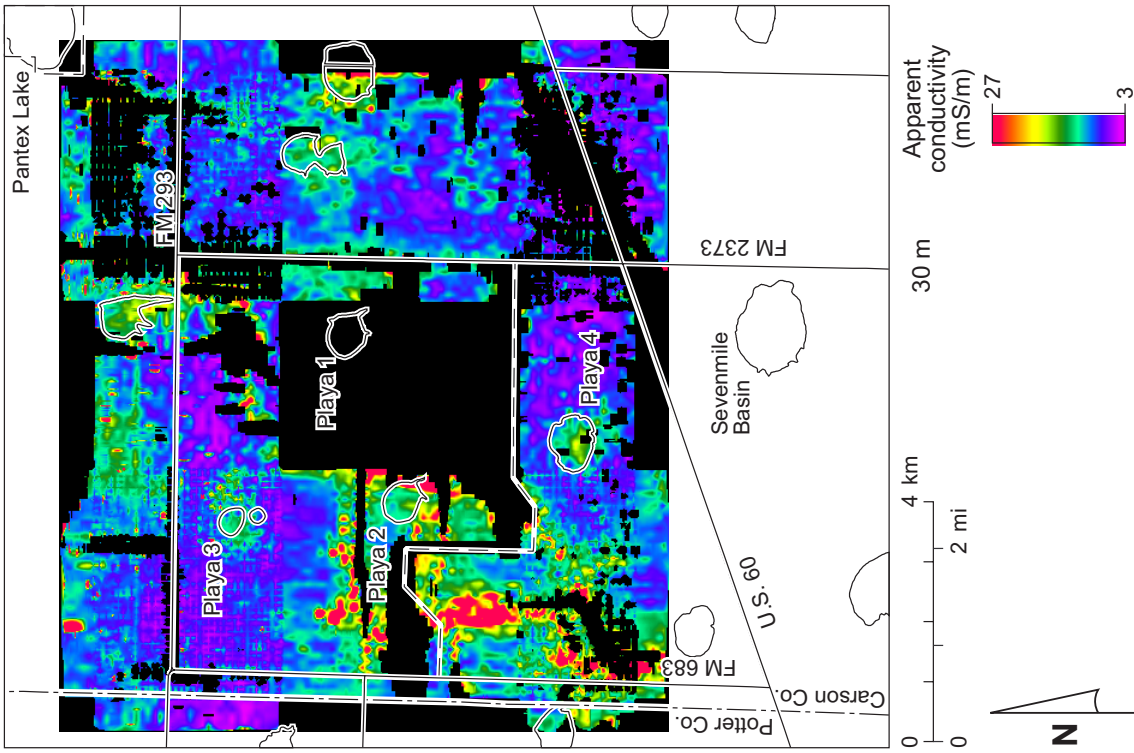 Pantex Lake
FM 293
Playa 1
Playa 3
Playa 2
Playa 4
FM 2373
Sevenmile
Basin
U.S. 60
FM 683
Carson Co.
Potter Co.
Apparent
conductivity
(mS/m)
27
3
30 m
0
4 km
0
2 mi
N